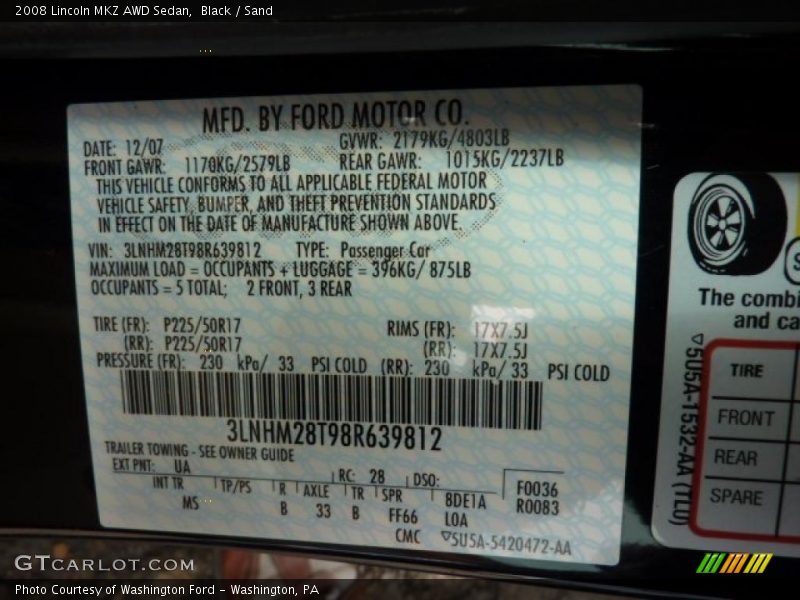 2008 Lincoln MKZ AWD Sedan, Black / Sand
MFD. BY FORD MOTOR CO.
DATE: 12/07 GVWR: 2179KG/4803LB
FRONT GAWR: 1170KG/2579LB REAR GAWR: 1015KG/2237LB
THIS VEHICLE CONFORMS TO ALL APPLICABLE FEDERAL MOTOR
VEHICLE SAFETY, BUMPER, AND THEFT PREVENTION STANDARDS
IN EFFECT ON THE DATE OF MANUFACTURE SHOWN ABOVE.
VIN: 3LNHM28T98R639812 TYPE: Passenger Car
MAXIMUM LOAD = OCCUPANTS + LUGGAGE = 396KG/ 875LB
OCCUPANTS = 5 TOTAL; 2 FRONT, 3 REAR
TIRE (FR): P225/50R17 RIMS (FR): 17X7.5J
(RR): P225/50R17 (RR): 17X7.5J
PRESSURE (FR): 230 kPa/ 33 PSI COLD (RR): 230 kPa/ 33 PSI COLD
3LNHM28T98R639812
TRAILER TOWING - SEE OWNER GUIDE
EXT PNT: UA RC: 28 DSO:
INT TR TP/PS R AXLE TR SPR 8DE1A F0036
MS B 33 B FF66 LOA R0083
CMC ▽5U5A-5420472-AA
The combi
and ca
TIRE
FRONT
REAR
SPARE
▽5U5A-1532-AA (TLU)
GTCARLOT.COM
Photo Courtesy of Washington Ford - Washington, PA